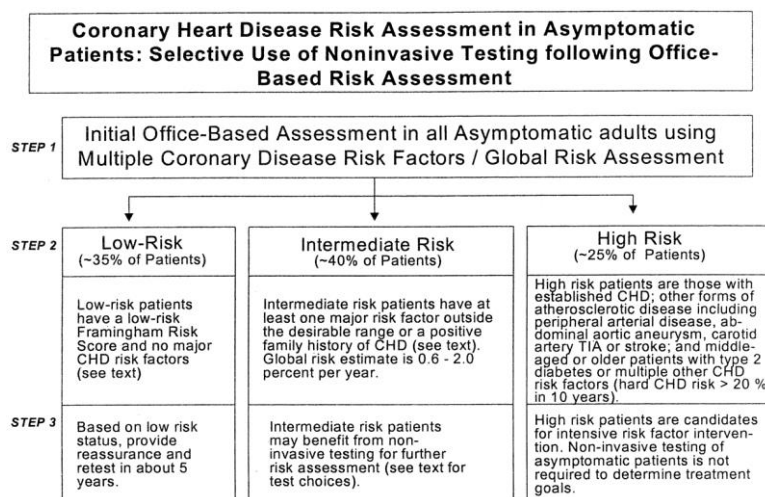 Coronary Heart Disease Risk Assessment in Asymptomatic
Patients: Selective Use of Noninvasive Testing following Office-
Based Risk Assessment
STEP 1
Initial Office-Based Assessment in all Asymptomatic adults using
Multiple Coronary Disease Risk Factors / Global Risk Assessment
STEP 2
Low-Risk
(~35% of Patients)
Low-risk patients
have a low-risk
Framingham Risk
Score and no major
CHD risk factors
(see text)
Intermediate Risk
(~40% of Patients)
Intermediate risk patients have at
least one major risk factor outside
the desirable range or a positive
family history of CHD (see text).
Global risk estimate is 0.6 - 2.0
percent per year.
High Risk
(~25% of Patients)
High risk patients are those with
established CHD; other forms of
atherosclerotic disease including
peripheral arterial disease, ab-
dominal aortic aneurysm, carotid
artery TIA or stroke; and middle-
aged or older patients with type 2
diabetes or multiple other CHD
risk factors (hard CHD risk > 20 %
in 10 years).
STEP 3
Based on low risk
status, provide
reassurance and
retest in about 5
years.
Intermediate risk patients
may benefit from non-
invasive testing for further
risk assessment (see text for
test choices).
High risk patients are candidates
for intensive risk factor interven-
tion. Non-invasive testing of
asymptomatic patients is not
required to determine treatment
goals.